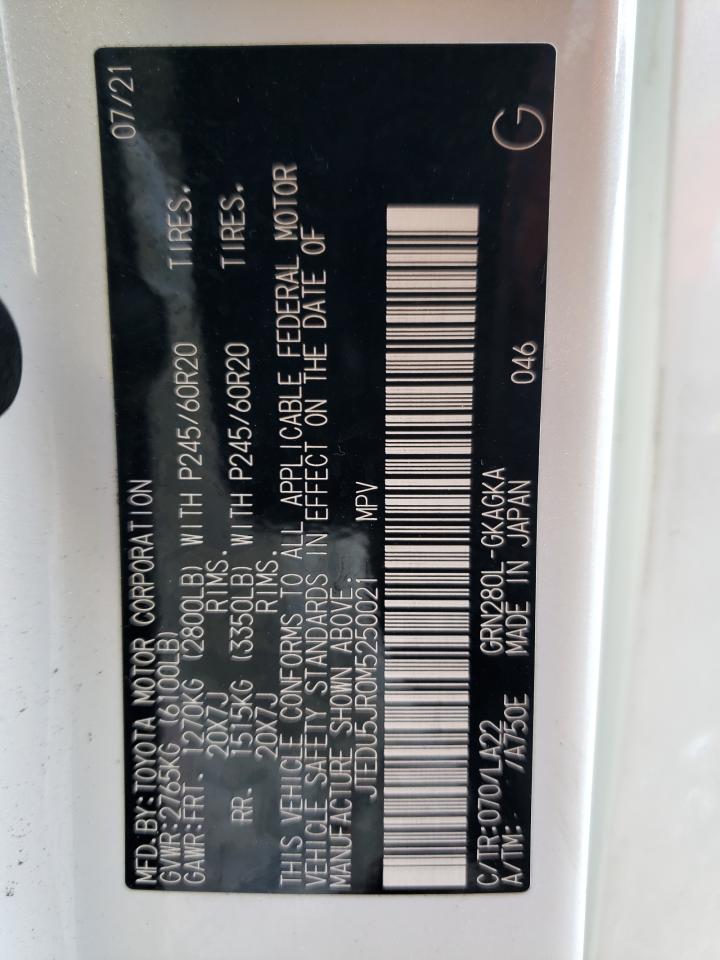 MFD. BY: TOYOTA MOTOR CORPORATION 07/21
GVWR: 2765KG (6100LB)
GAWR: FRT. 1270KG (2800LB) WITH P245/60R20 TIRES.
20X7J RIMS.
RR. 1515KG (3350LB) WITH P245/60R20 TIRES.
20X7J RIMS.
THIS VEHICLE CONFORMS TO ALL APPLICABLE FEDERAL MOTOR
VEHICLE SAFETY STANDARDS IN EFFECT ON THE DATE OF
MANUFACTURE SHOWN ABOVE.
JTEDU5JR0M5250021 MPV
C/TR: 070/LA22 GRN280L-GKAGKA 046
A/TM: - /A750E MADE IN JAPAN G